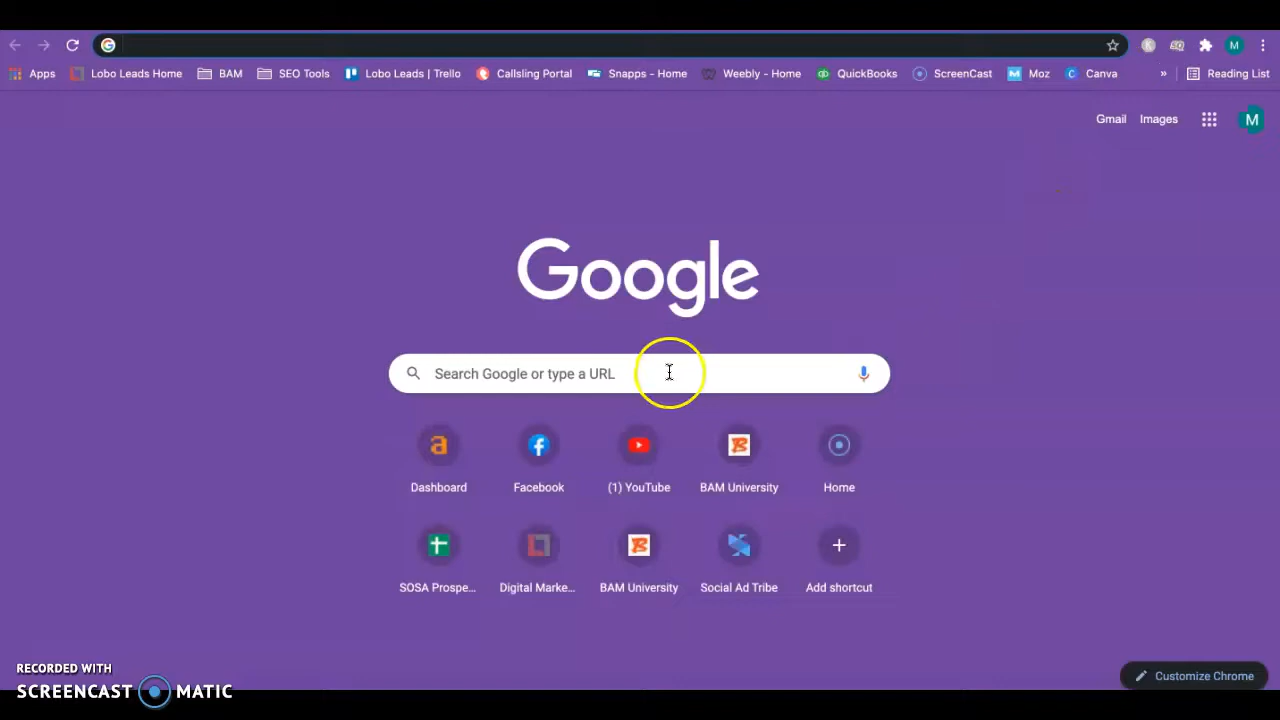 Apps Lobo Leads Home BAM SEO Tools Lobo Leads | Trello Callsling Portal Snapps - Home Weebly - Home QuickBooks ScreenCast Moz Canva » Reading List
M
Gmail Images M
Google
Search Google or type a URL
Dashboard Facebook (1) YouTube BAM University Home
SOSA Prospe... Digital Marke... BAM University Social Ad Tribe Add shortcut
Customize Chrome
RECORDED WITH
SCREENCAST MATIC